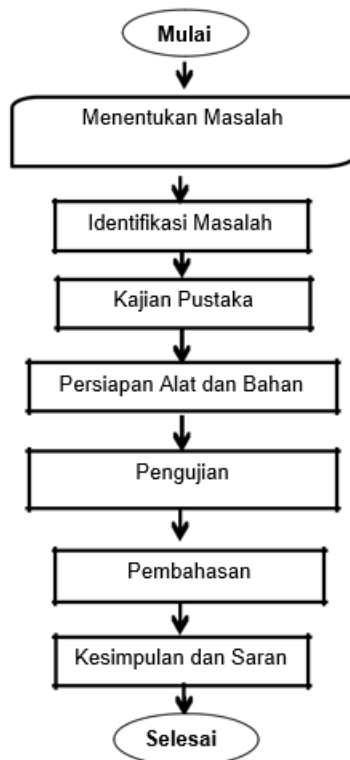 Mulai
Menentukan Masalah
Identifikasi Masalah
Kajian Pustaka
Persiapan Alat dan Bahan
Pengujian
Pembahasan
Kesimpulan dan Saran
Selesai